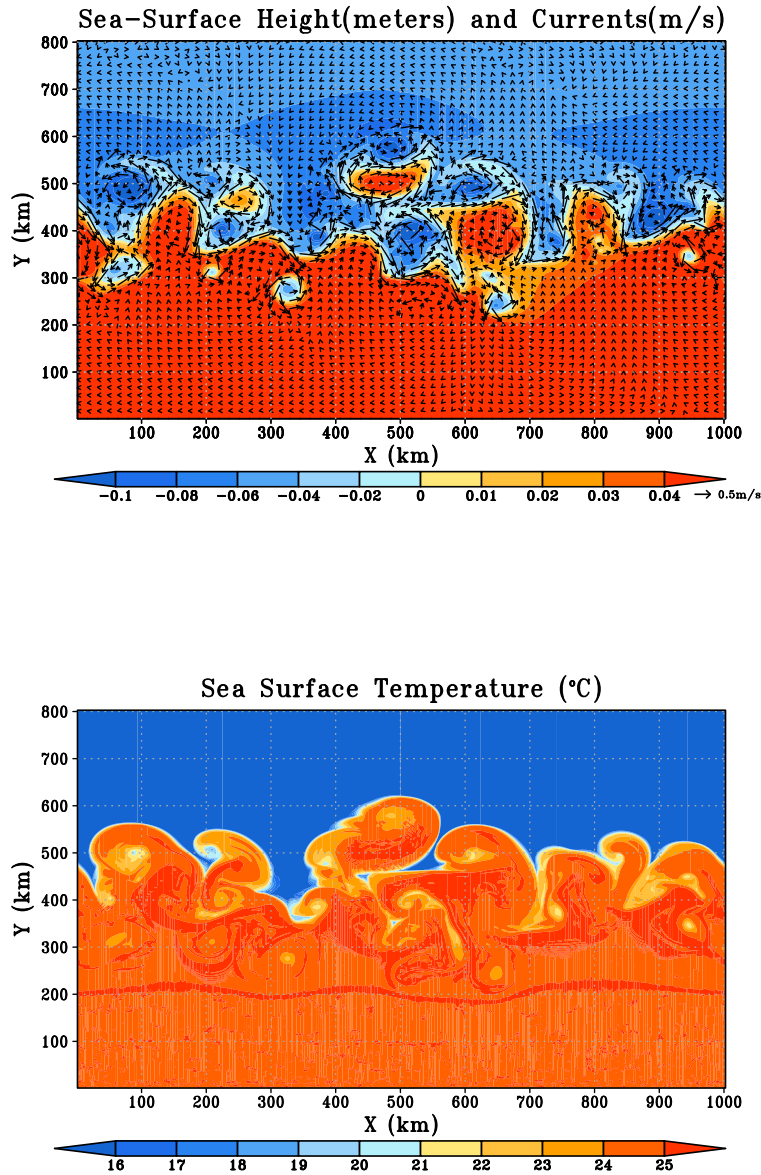 Sea-Surface Height(meters) and Currents(m/s)
800
700
600
500
400
300
200
100
Y (km)
100 200 300 400 500 600 700 800 900 1000
X (km)
-0.1 -0.08 -0.06 -0.04 -0.02 0 0.01 0.02 0.03 0.04 → 0.5m/s
Sea Surface Temperature (°C)
800
700
600
500
400
300
200
100
Y (km)
100 200 300 400 500 600 700 800 900 1000
X (km)
16 17 18 19 20 21 22 23 24 25